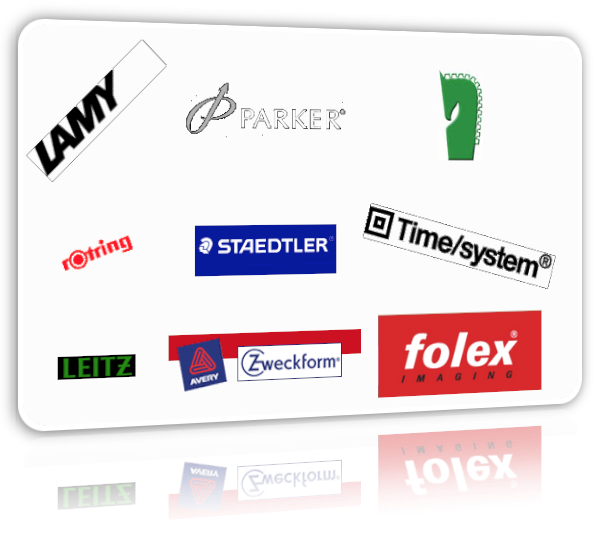 LAMY
PARKER®
rotring
STAEDTLER®
Time/system®
LEITZ
AVERY
Zweckform®
folex®
IMAGING